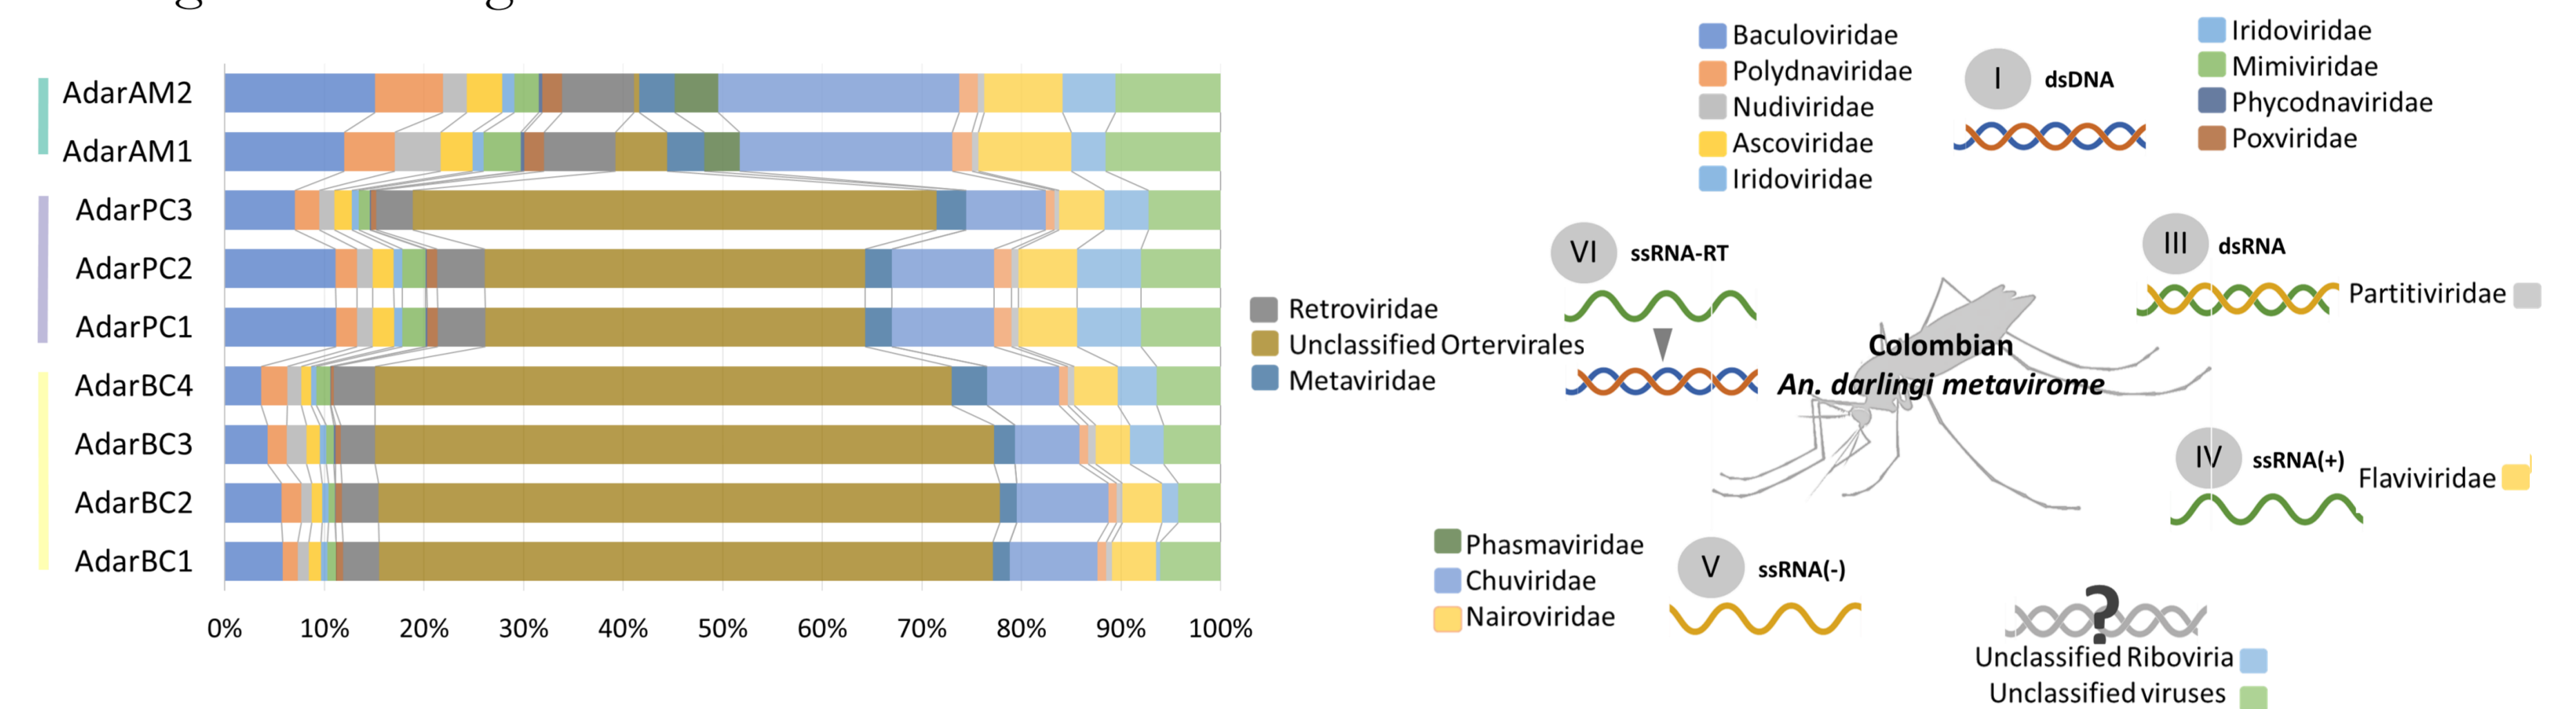 AdarAM2
AdarAM1
AdarPC3
AdarPC2
AdarPC1
AdarBC4
AdarBC3
AdarBC2
AdarBC1
0% 10% 20% 30% 40% 50% 60% 70% 80% 90% 100%
Baculoviridae
Polydnaviridae
Nudiviridae
Ascoviridae
Iridoviridae
I dsDNA
Iridoviridae
Mimiviridae
Phycodnaviridae
Poxviridae
VI ssRNA-RT
Retroviridae
Unclassified Ortervirales
Metaviridae
III dsRNA
Partitiviridae
Colombian
An. darlingi metavirome
IV ssRNA(+)
Flaviviridae
Phasmaviridae
Chuviridae
Nairoviridae
V ssRNA(-)
?
Unclassified Riboviria
Unclassified viruses